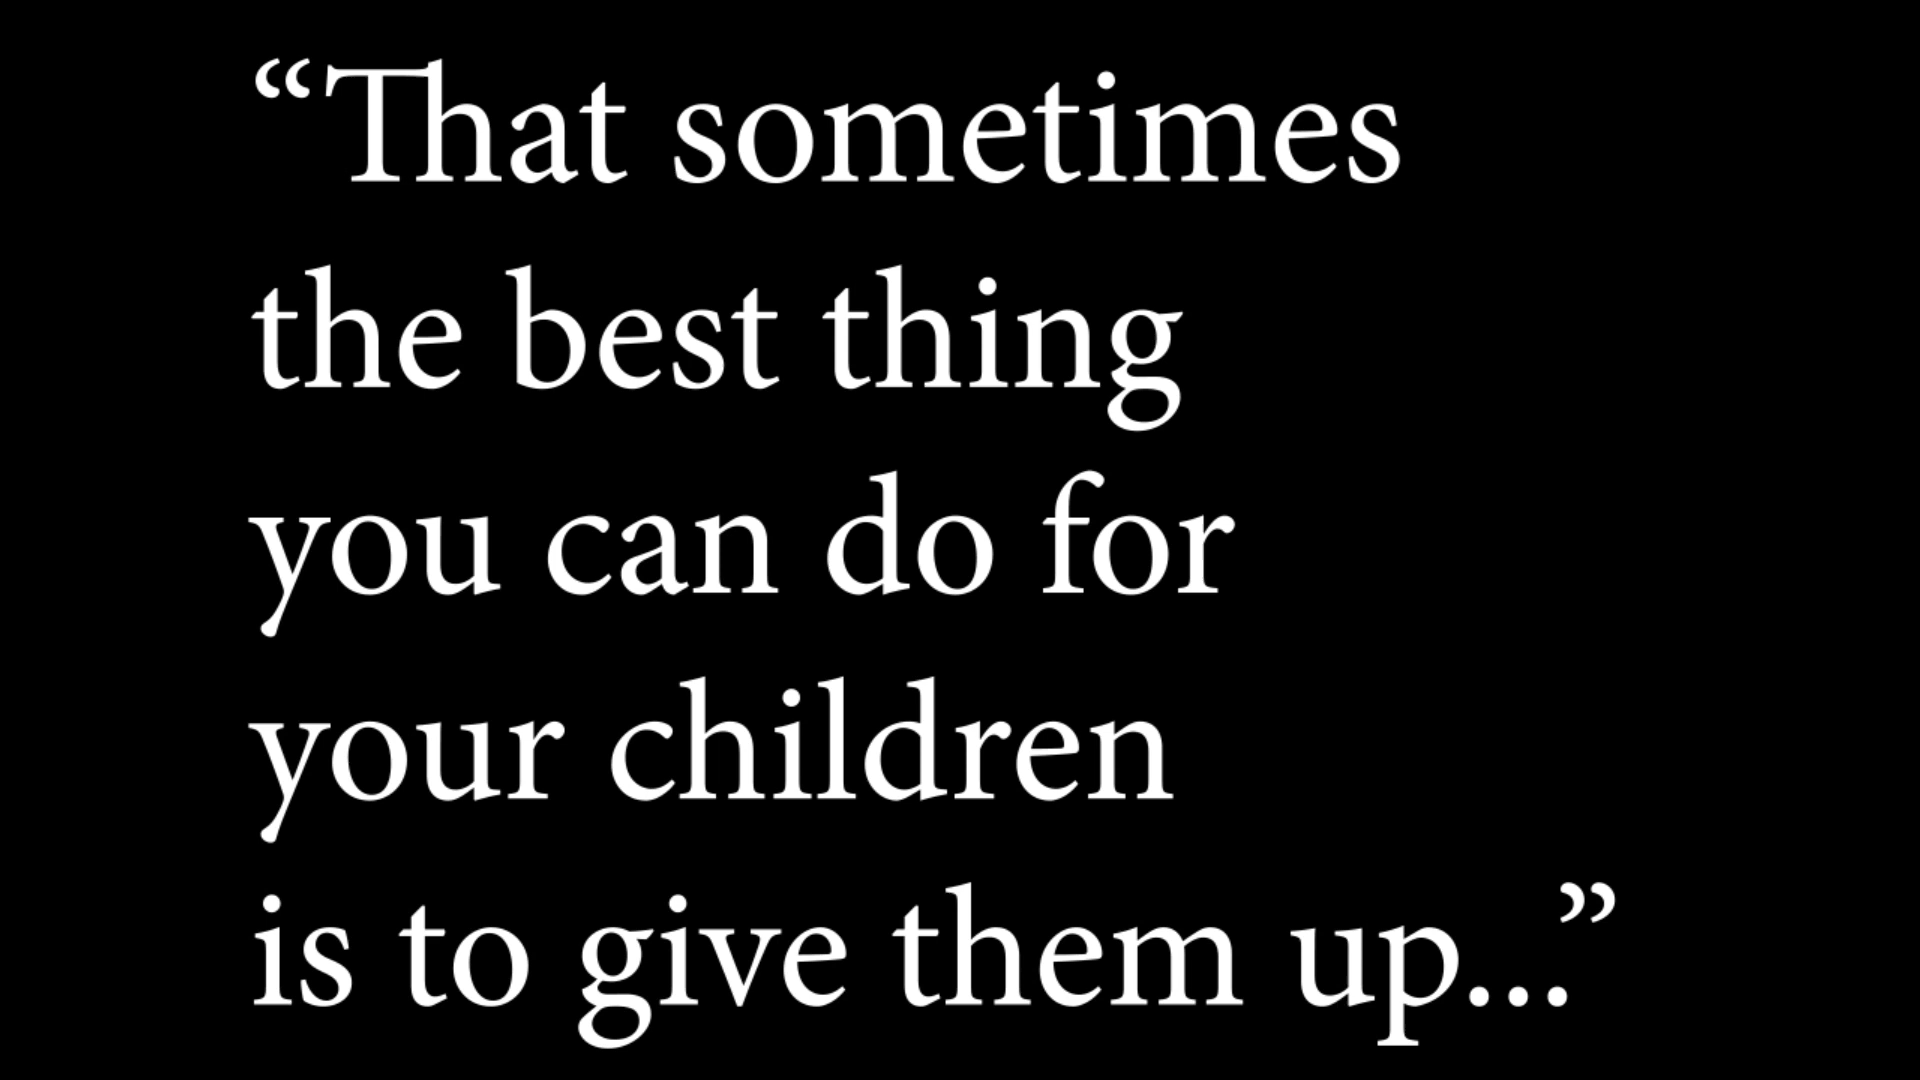 “That sometimes
the best thing
you can do for
your children
is to give them up...”